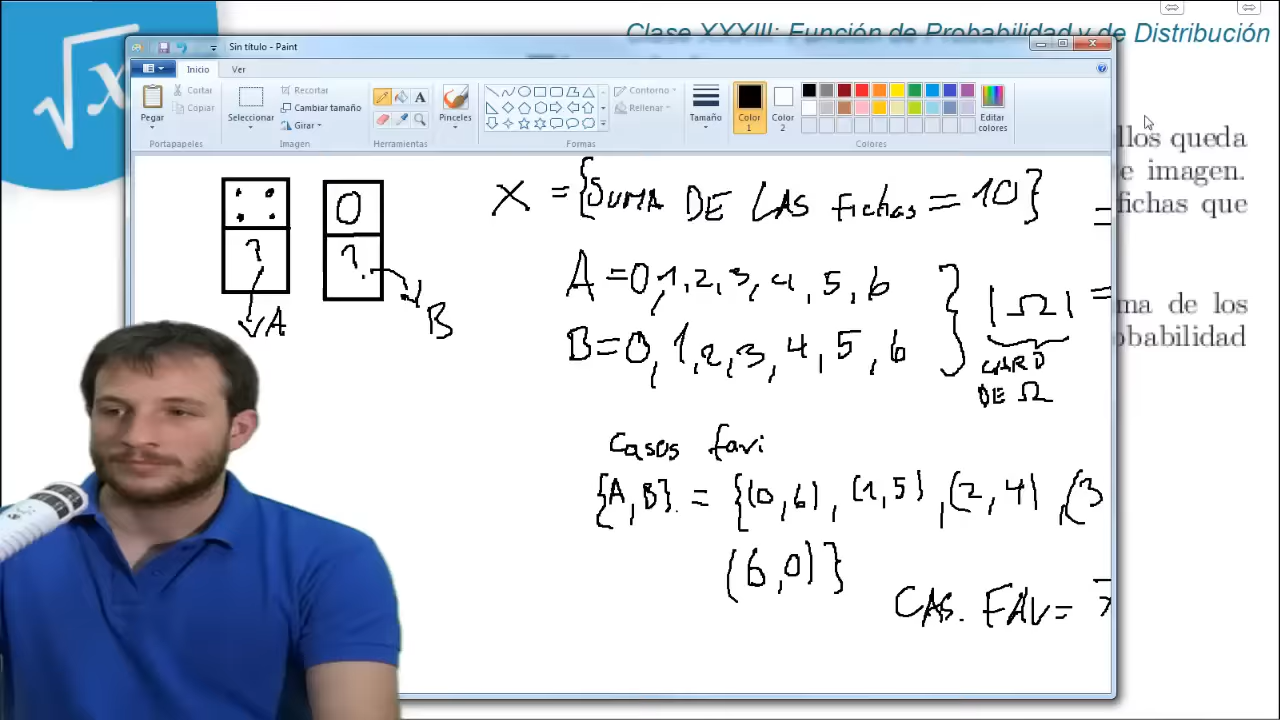 Clase XXXIII: Función de Probabilidad y de Distribución
Sin título - Paint
Inicio
Ver
Pegar
Cortar
Copiar
Portapapeles
Seleccionar
Recortar
Cambiar tamaño
Girar
Imagen
A
Herramientas
Pinceles
Contorno
Rellenar
Formas
Tamaño
Color 1
Color 2
Editar colores
Colores
llos queda
e imagen.
fichas que
ma de los
obabilidad
√x
?
A
0
?
B
X = {SUMA DE LAS fichas = 10}
=
A = 0, 1, 2, 3, 4, 5, 6
B = 0, 1, 2, 3, 4, 5, 6
} |Ω|
=
CARD
DE Ω
Casos favi
{A, B} = {(0, 6), (1, 5), (2, 4), (3
(6, 0)}
CAS. FAV = 7